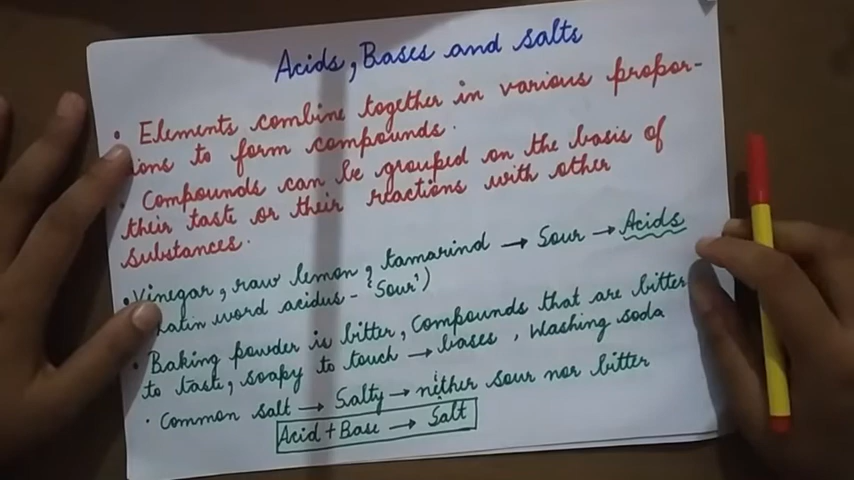 Acids, Bases and salts
• Elements combine together in various propor-
ions to form compounds.
Compounds can be grouped on the basis of
their taste or their reactions with other
substances.
• Vinegar, raw lemon, tamarind → Sour → Acids
Latin word acidus - 'Sour')
• Baking powder is bitter, Compounds that are bitter
to taste, soapy to touch → bases, Washing soda
• Common salt → Salty → nither sour nor bitter
Acid + Base → Salt